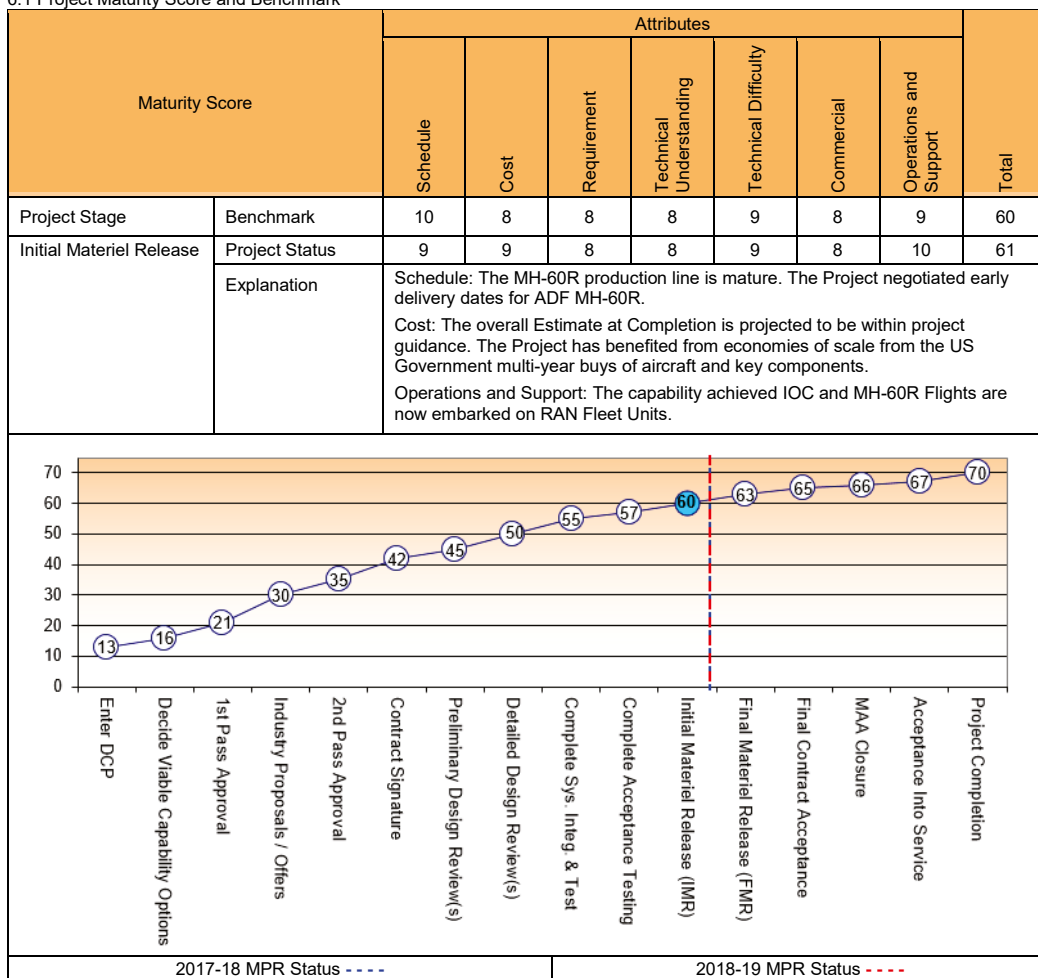 6.1 Project Maturity Score and Benchmark
Maturity Score
Attributes
Schedule
Cost
Requirement
Technical
Understanding
Technical Difficulty
Commercial
Operations and
Support
Total
Project Stage Benchmark 10 8 8 8 9 8 9 60
Initial Materiel Release Project Status 9 9 8 8 9 8 10 61
Explanation
Schedule: The MH-60R production line is mature. The Project negotiated early
delivery dates for ADF MH-60R.
Cost: The overall Estimate at Completion is projected to be within project
guidance. The Project has benefited from economies of scale from the US
Government multi-year buys of aircraft and key components.
Operations and Support: The capability achieved IOC and MH-60R Flights are
now embarked on RAN Fleet Units.
70
60
50
40
30
20
10
0
13
16
21
30
35
42
45
50
55
57
60
63
65
66
67
70
Enter DCP
Decide Viable Capability Options
1st Pass Approval
Industry Proposals / Offers
2nd Pass Approval
Contract Signature
Preliminary Design Review(s)
Detailed Design Review(s)
Complete Sys. Integ. & Test
Complete Acceptance Testing
Initial Materiel Release (IMR)
Final Materiel Release (FMR)
Final Contract Acceptance
MAA Closure
Acceptance Into Service
Project Completion
2017-18 MPR Status - - - -
2018-19 MPR Status - - - -